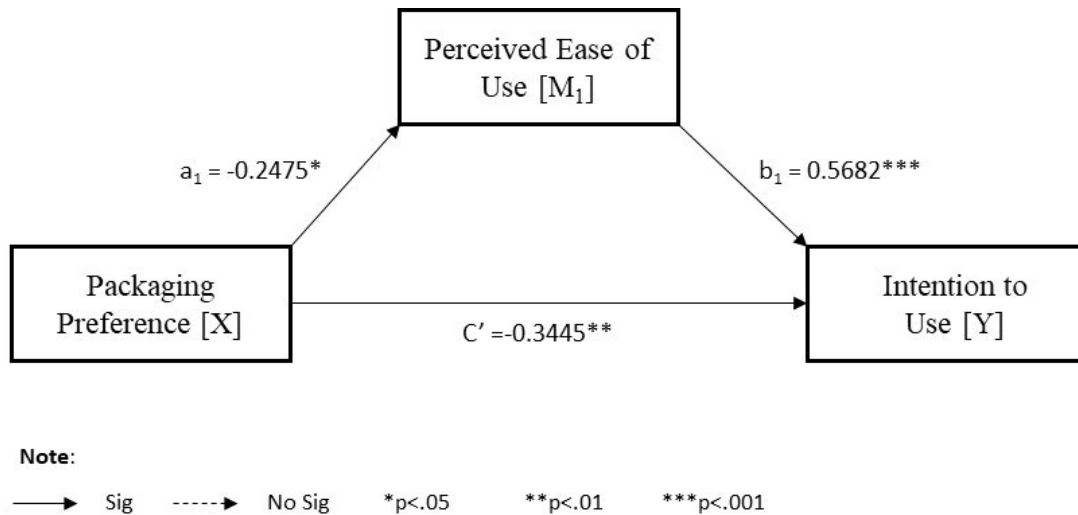 Perceived Ease of
Use [M₁]
a₁ = -0.2475*
b₁ = 0.5682***
Packaging
Preference [X]
Intention to
Use [Y]
C’ =-0.3445**
Note:
Sig No Sig *p<.05 **p<.01 ***p<.001